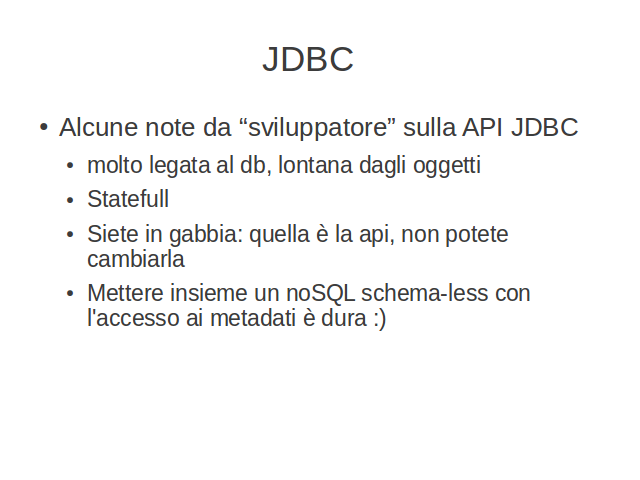 JDBC
• Alcune note da “sviluppatore” sulla API JDBC
• molto legata al db, lontana dagli oggetti
• Statefull
• Siete in gabbia: quella è la api, non potete
cambiarla
• Mettere insieme un noSQL schema-less con
l'accesso ai metadati è dura :)